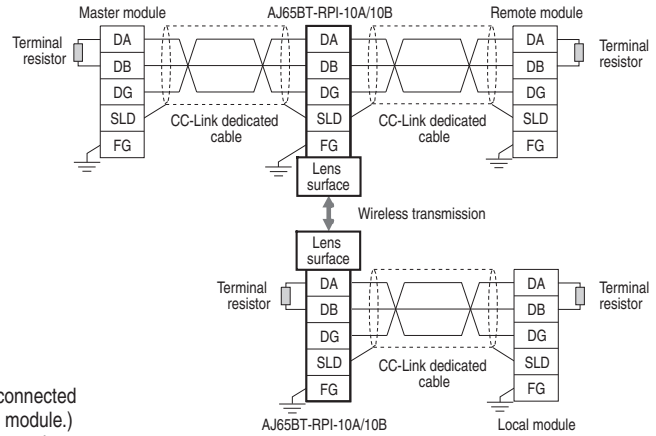 Master module
AJ65BT-RPI-10A/10B
Remote module
Terminal
resistor
DA
DB
DG
SLD
FG
CC-Link dedicated
cable
DA
DB
DG
SLD
FG
Lens
surface
CC-Link dedicated
cable
DA
DB
DG
SLD
FG
Terminal
resistor
Wireless transmission
Lens
surface
Terminal
resistor
DA
DB
DG
SLD
FG
AJ65BT-RPI-10A/10B
CC-Link dedicated
cable
DA
DB
DG
SLD
FG
Local module
Terminal
resistor
connected
module.)